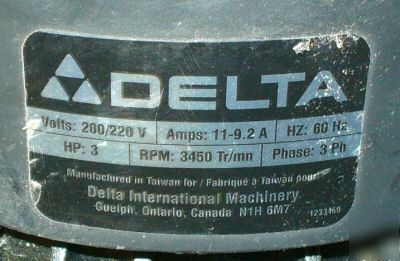 DELTA
Volts: 200/220 V Amps: 11-9.2 A HZ: 60 Hz
HP: 3 RPM: 3450 Tr/mn Phase: 3 Ph
Manufactured in Taiwan for / Fabriqué à Taiwan pour
Delta International Machinery
Guelph, Ontario, Canada N1H 6M7